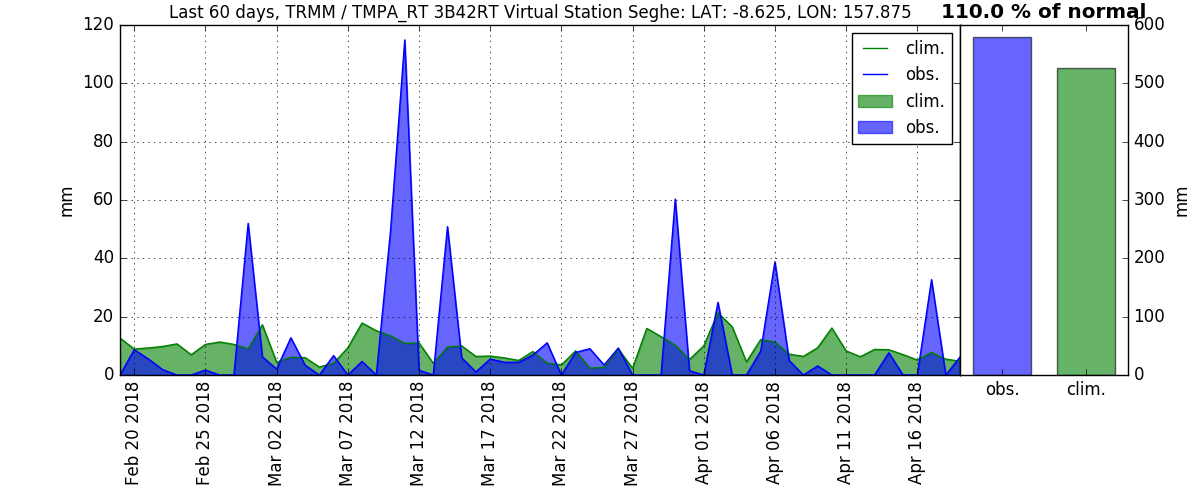 Last 60 days, TRMM / TMPA_RT 3B42RT Virtual Station Seghe: LAT: -8.625, LON: 157.875
110.0 % of normal
120
100
80
60
40
20
0
mm
clim.
obs.
clim.
obs.
600
500
400
300
200
100
0
mm
obs.
clim.
Feb 20 2018
Feb 25 2018
Mar 02 2018
Mar 07 2018
Mar 12 2018
Mar 17 2018
Mar 22 2018
Mar 27 2018
Apr 01 2018
Apr 06 2018
Apr 11 2018
Apr 16 2018